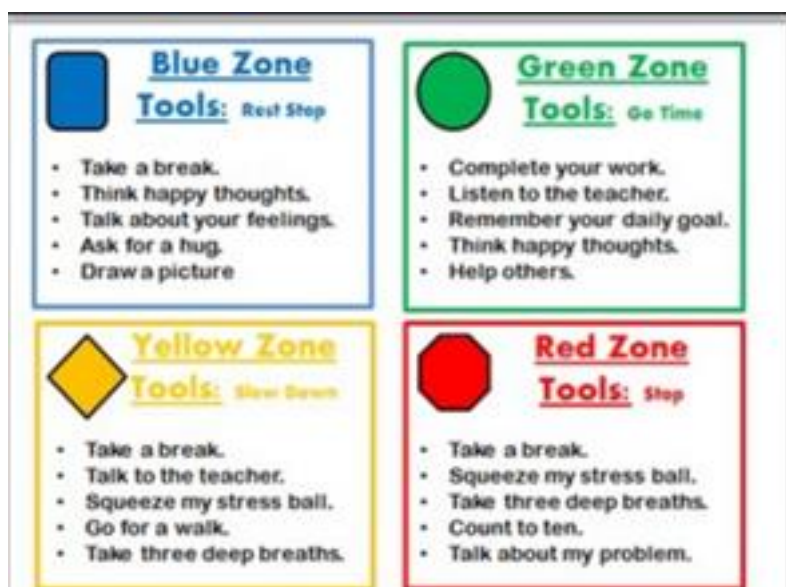 Blue Zone
Tools: Rest Stop
• Take a break.
• Think happy thoughts.
• Talk about your feelings.
• Ask for a hug.
• Draw a picture
Green Zone
Tools: Go Time
• Complete your work.
• Listen to the teacher.
• Remember your daily goal.
• Think happy thoughts.
• Help others.
Yellow Zone
Tools: Slow Down
• Take a break.
• Talk to the teacher.
• Squeeze my stress ball.
• Go for a walk.
• Take three deep breaths.
Red Zone
Tools: Stop
• Take a break.
• Squeeze my stress ball.
• Take three deep breaths.
• Count to ten.
• Talk about my problem.